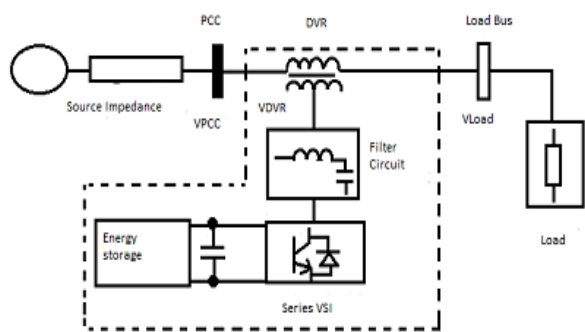 PCC
DVR
Load Bus
Source Impedance
VPCC
VDVR
VLoad
Filter
Circuit
Energy
storage
Load
Series VSI